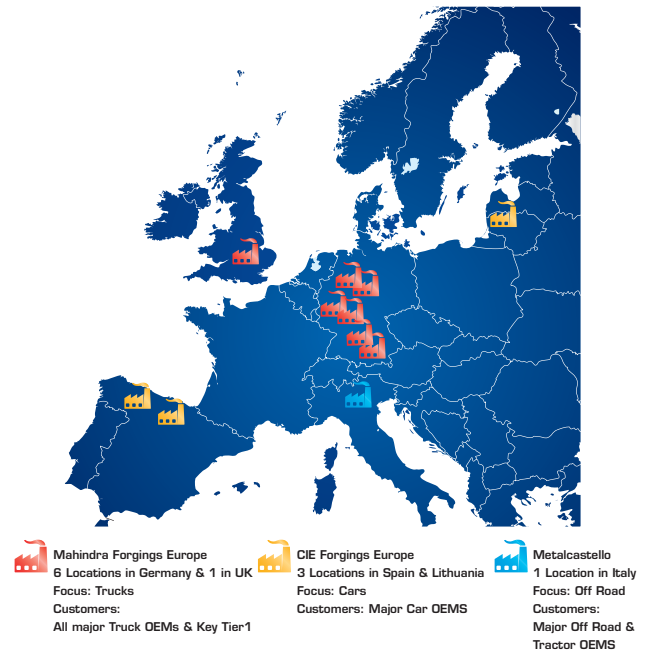 Mahindra Forgings Europe
6 Locations in Germany & 1 in UK
Focus: Trucks
Customers:
All major Truck OEMs & Key Tier1
CIE Forgings Europe
3 Locations in Spain & Lithuania
Focus: Cars
Customers: Major Car OEMS
Metalcastello
1 Location in Italy
Focus: Off Road
Customers:
Major Off Road &
Tractor OEMS